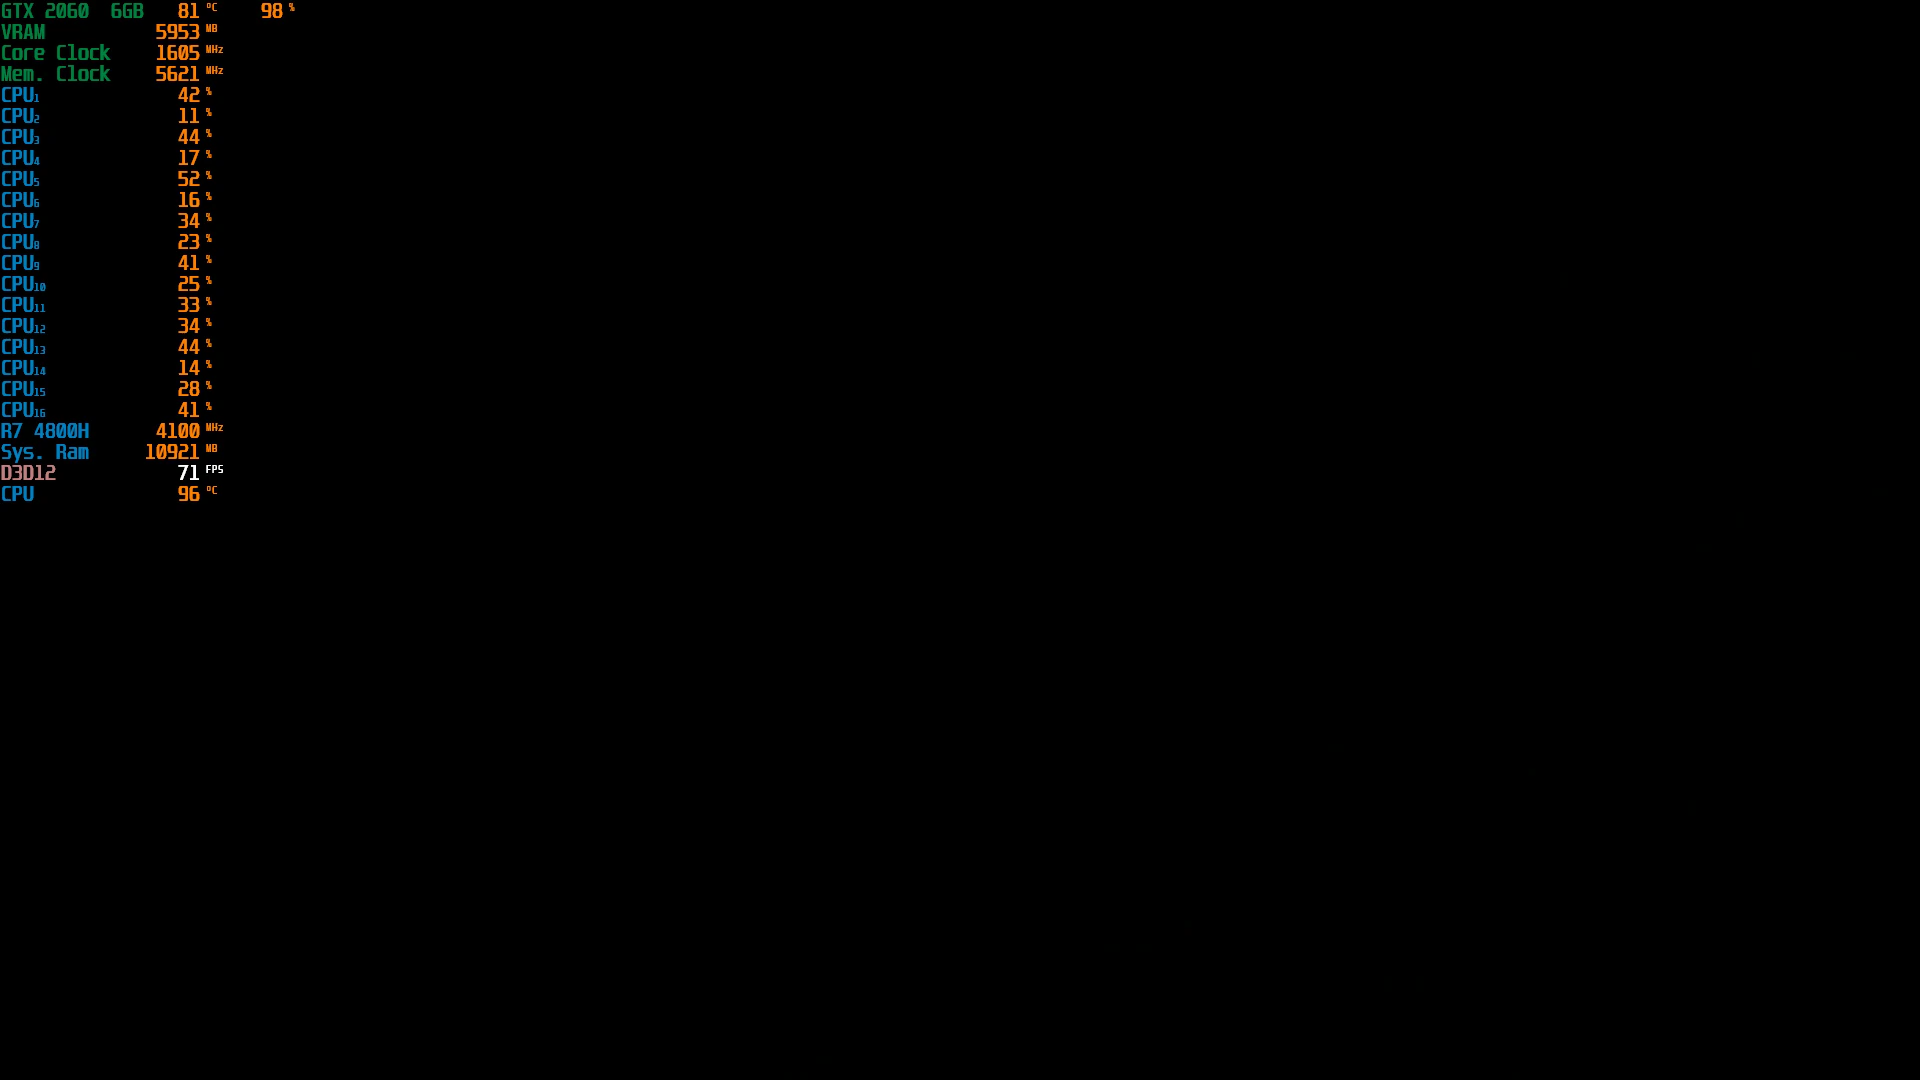 GTX 2060 6GB 81 °C 98 %
VRAM 5953 MB
Core Clock 1605 MHz
Mem. Clock 5621 MHz
CPU1 42 %
CPU2 11 %
CPU3 44 %
CPU4 17 %
CPU5 52 %
CPU6 16 %
CPU7 34 %
CPU8 23 %
CPU9 41 %
CPU10 25 %
CPU11 33 %
CPU12 34 %
CPU13 44 %
CPU14 14 %
CPU15 28 %
CPU16 41 %
R7 4800H 4100 MHz
Sys. Ram 10921 MB
D3D12 71 FPS
CPU 96 °C